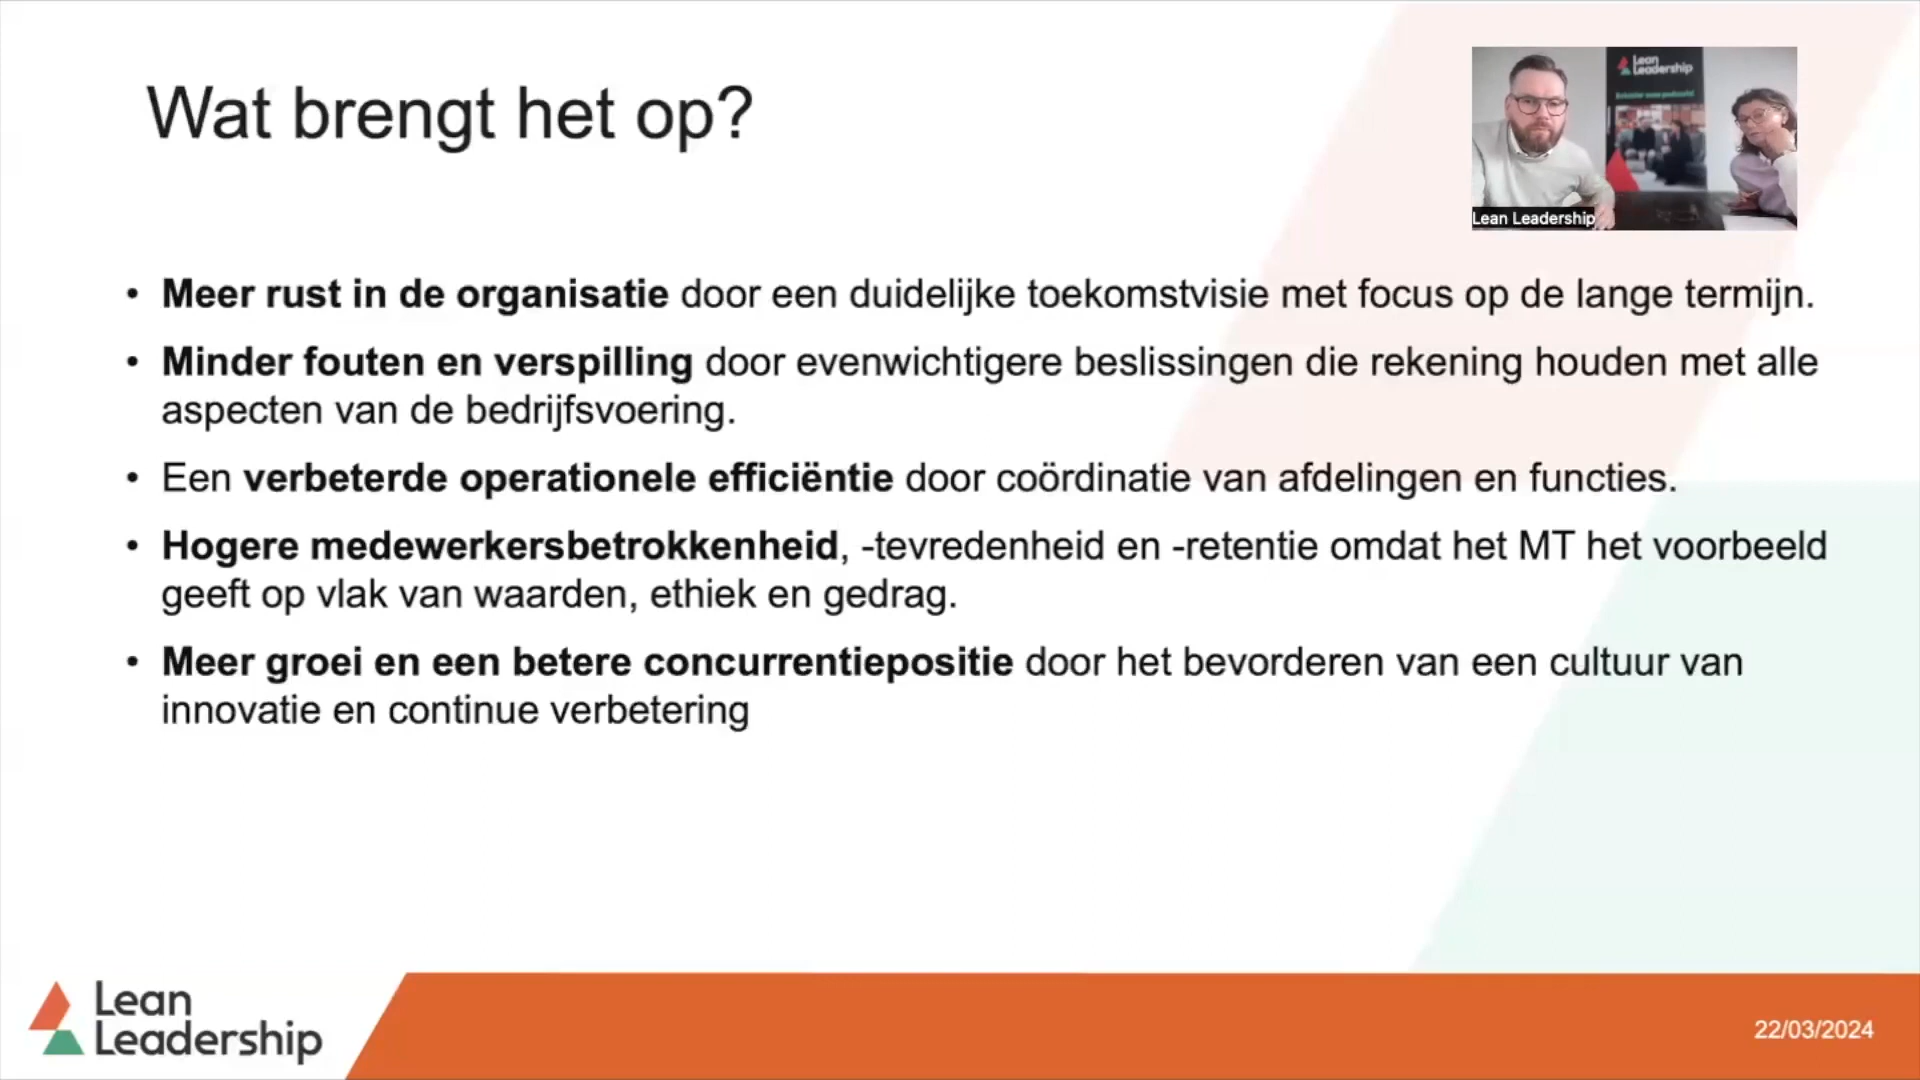 Wat brengt het op?
Lean
Leadership
Lean Leadership
• Meer rust in de organisatie door een duidelijke toekomstvisie met focus op de lange termijn.
• Minder fouten en verspilling door evenwichtigere beslissingen die rekening houden met alle
aspecten van de bedrijfsvoering.
• Een verbeterde operationele efficiëntie door coördinatie van afdelingen en functies.
• Hogere medewerkersbetrokkenheid, -tevredenheid en -retentie omdat het MT het voorbeeld
geeft op vlak van waarden, ethiek en gedrag.
• Meer groei en een betere concurrentiepositie door het bevorderen van een cultuur van
innovatie en continue verbetering
Lean
Leadership
22/03/2024